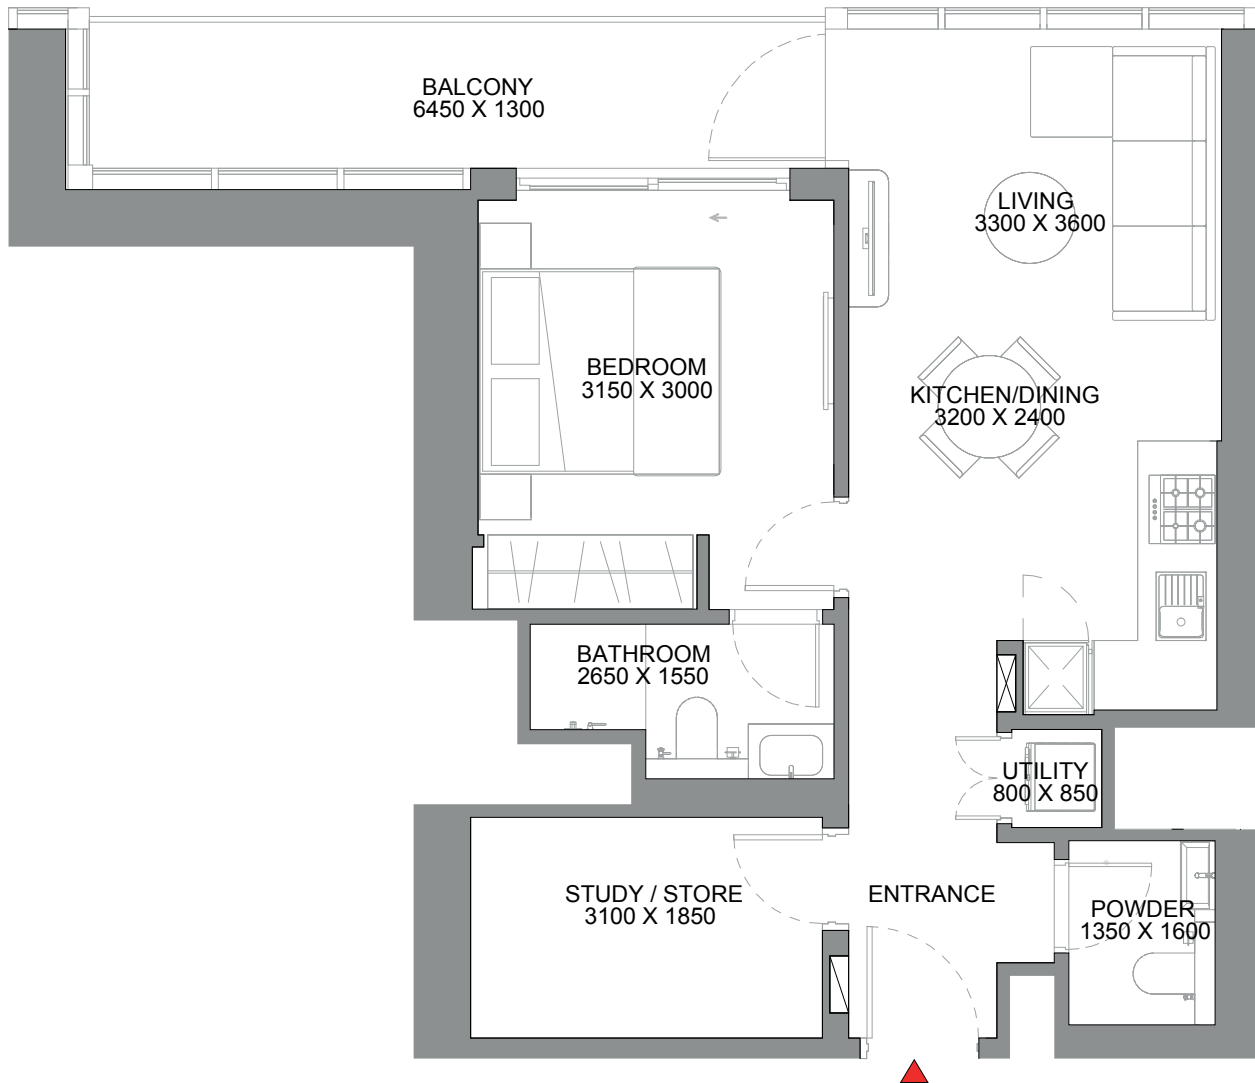 BALCONY
6450 X 1300
LIVING
3300 X 3600
BEDROOM
3150 X 3000
KITCHEN/DINING
3200 X 2400
BATHROOM
2650 X 1550
UTILITY
800 X 850
STUDY / STORE
3100 X 1850
ENTRANCE
POWDER
1350 X 1600